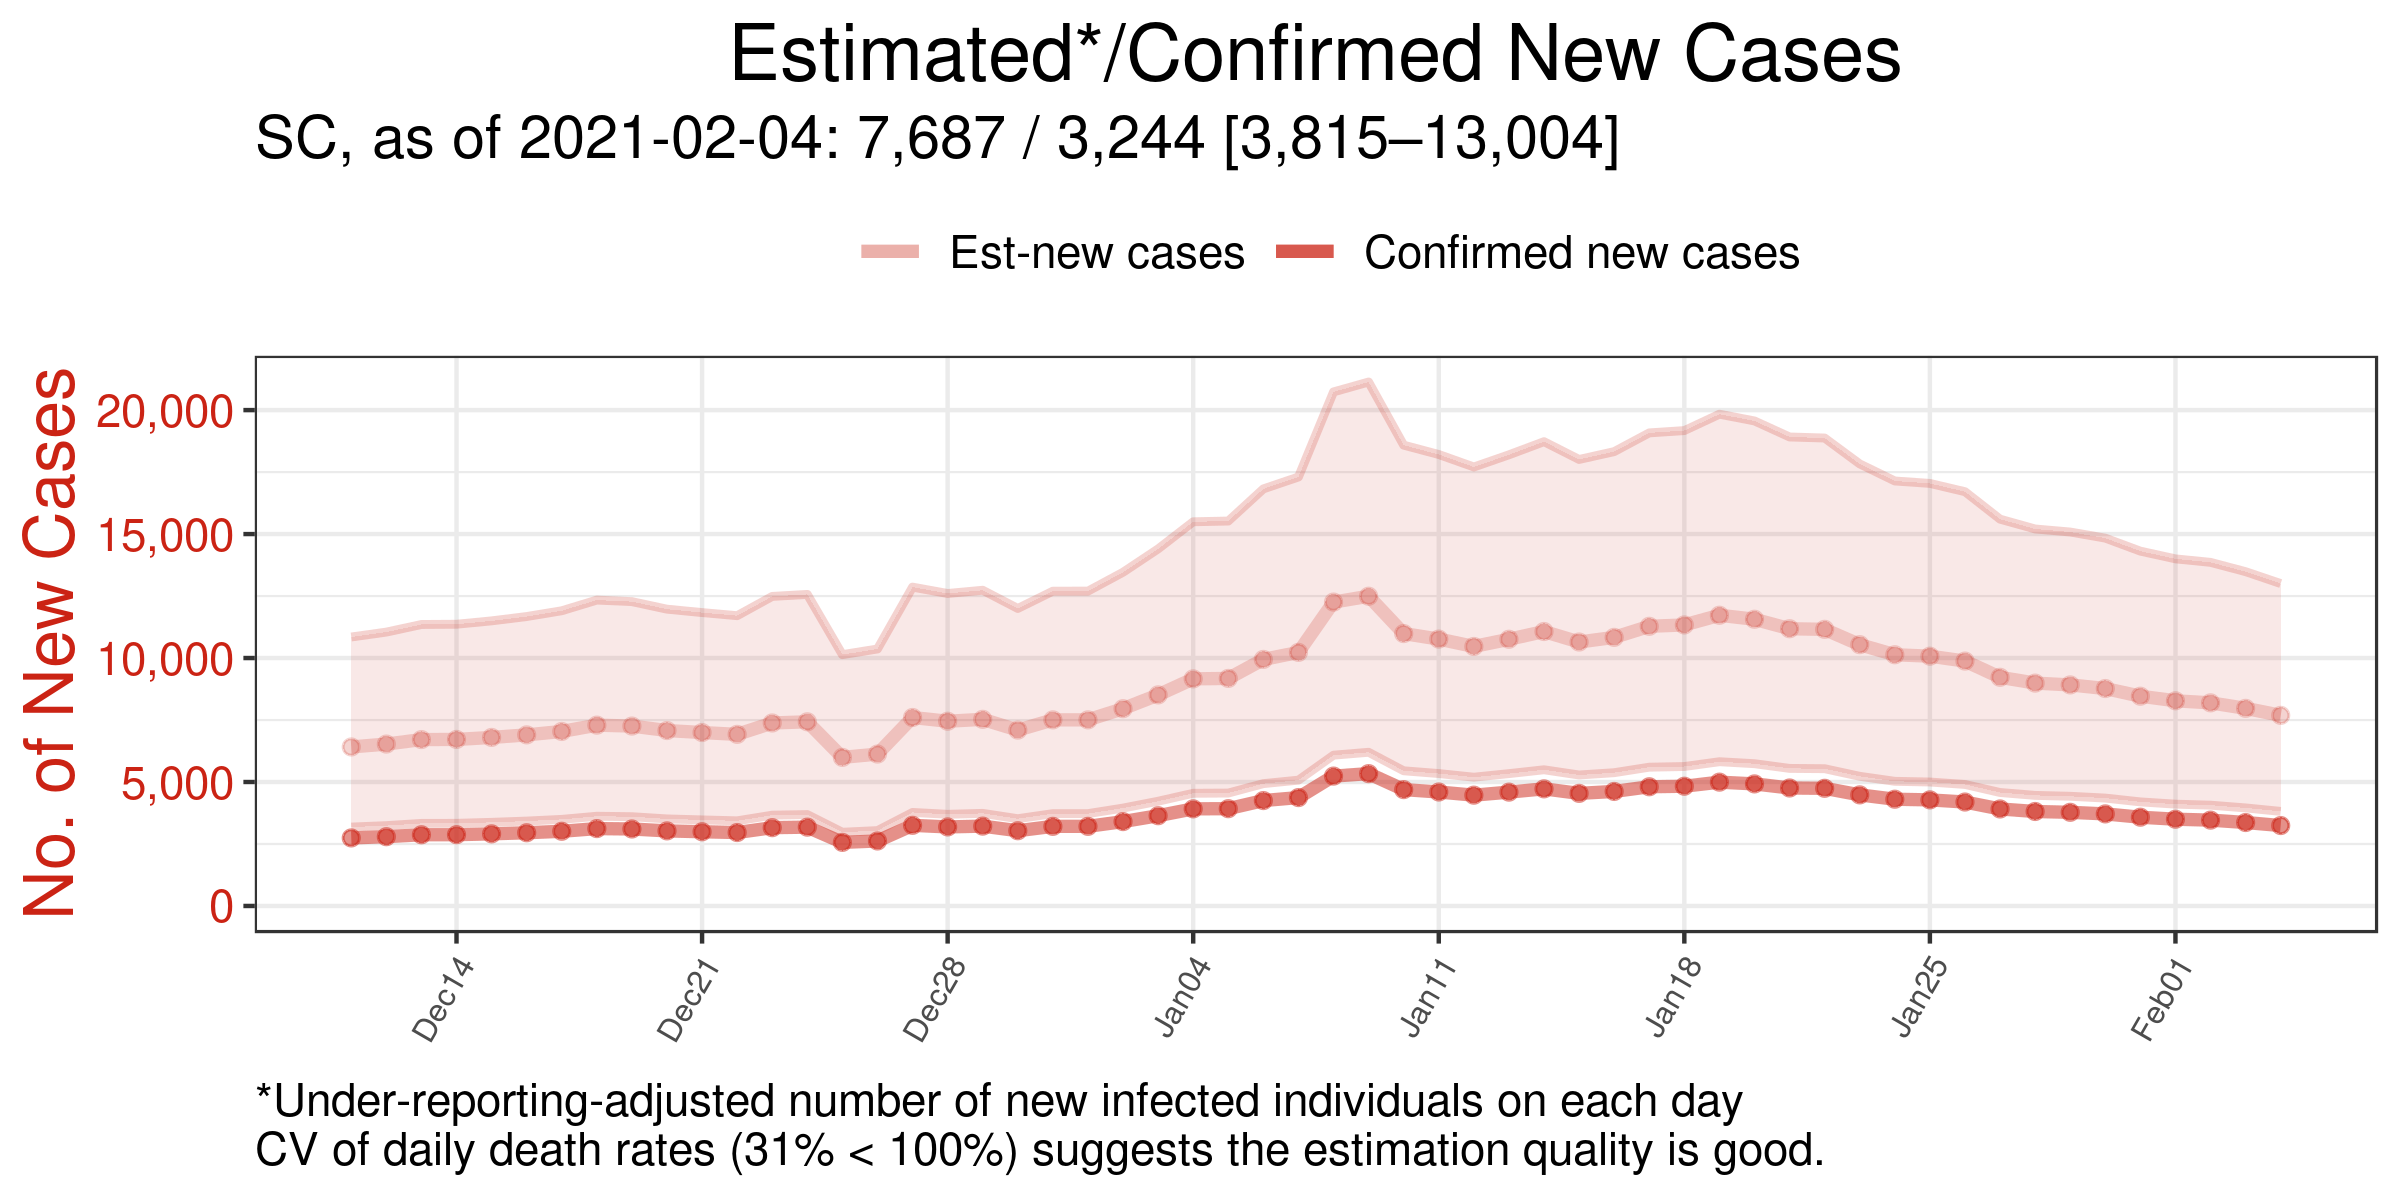 Estimated*/Confirmed New Cases
SC, as of 2021-02-04: 7,687 / 3,244 [3,815–13,004]
Est-new cases
Confirmed new cases
No. of New Cases
20,000
15,000
10,000
5,000
0
Dec14
Dec21
Dec28
Jan04
Jan11
Jan18
Jan25
Feb01
*Under-reporting-adjusted number of new infected individuals on each day
CV of daily death rates (31% < 100%) suggests the estimation quality is good.